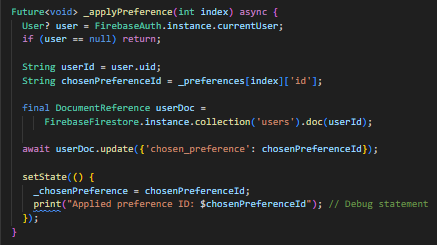 Future<void> _applyPreference(int index) async {
  User? user = FirebaseAuth.instance.currentUser;
  if (user == null) return;

  String userId = user.uid;
  String chosenPreferenceId = _preferences[index]['id'];

  final DocumentReference userDoc =
      FirebaseFirestore.instance.collection('users').doc(userId);

  await userDoc.update({'chosen_preference': chosenPreferenceId});

  setState(() {
    _chosenPreference = chosenPreferenceId;
    print("Applied preference ID: $chosenPreferenceId"); // Debug statement
  });
}